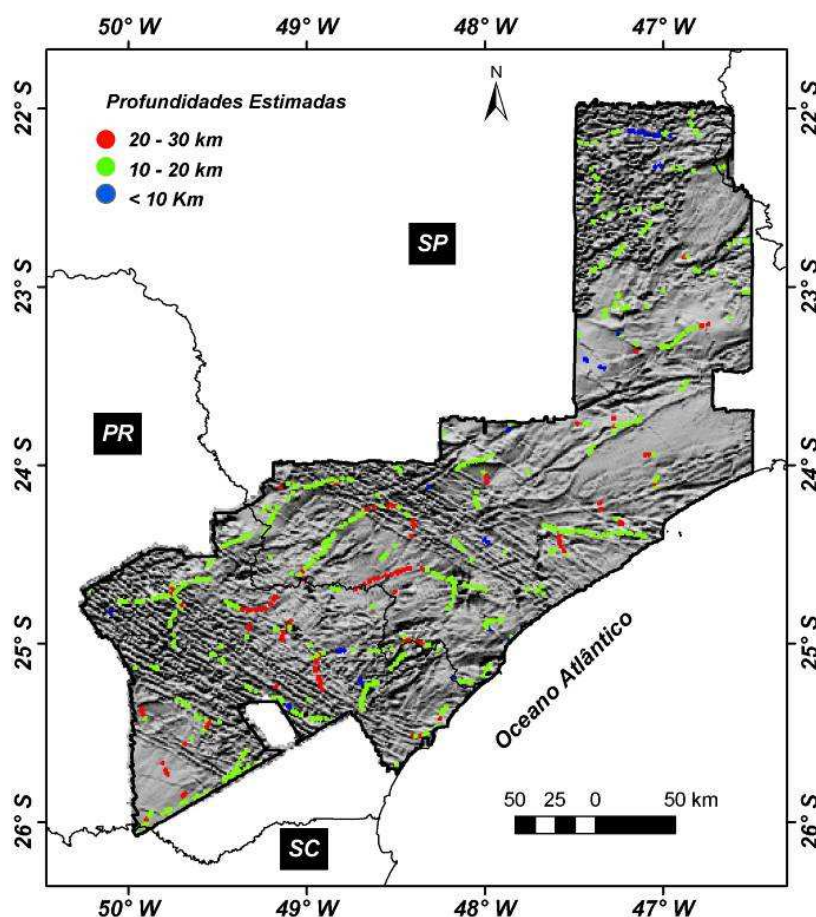 50° W 49° W 48° W 47° W
N
22° S
22° S
Profundidades Estimadas
20 - 30 km
10 - 20 km
< 10 Km
SP
23° S
23° S
PR
24° S
24° S
25° S
25° S
Oceano Atlântico
50 25 0 50 km
26° S
26° S
SC
50° W 49° W 48° W 47° W